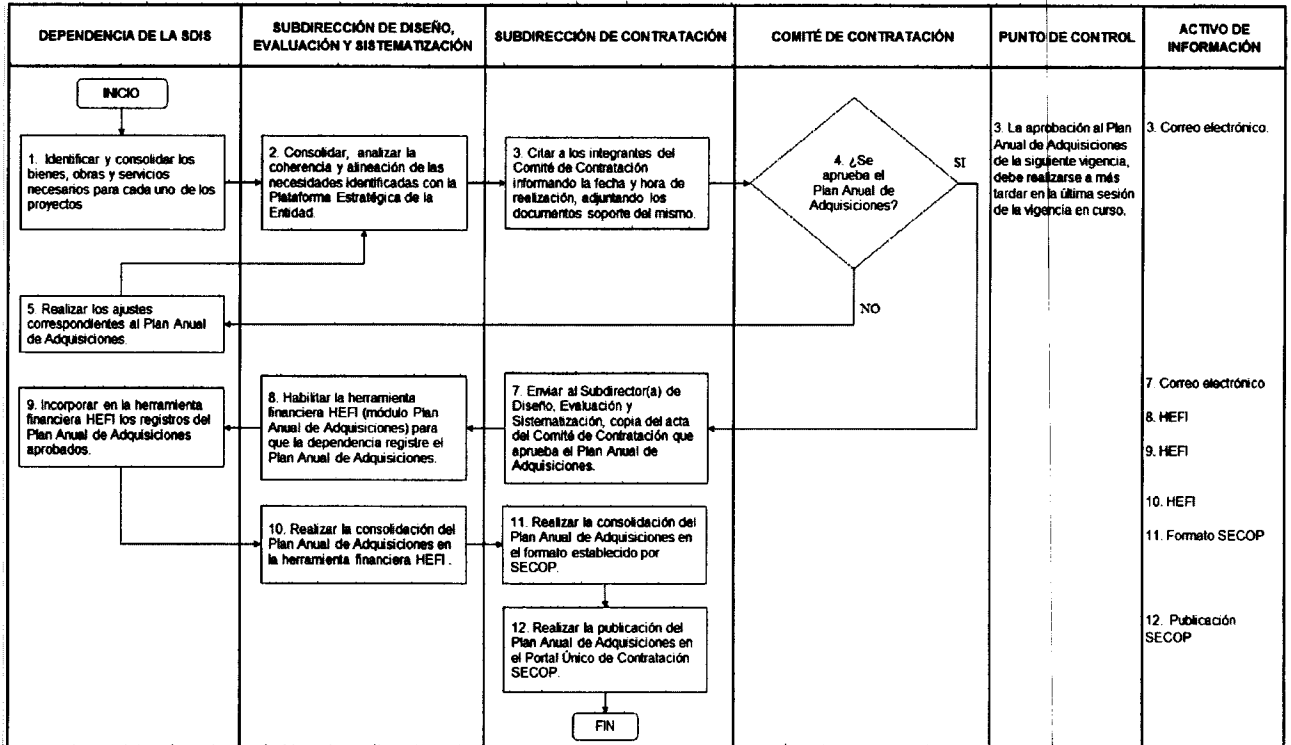 DEPENDENCIA DE LA SDIS
SUBDIRECCIÓN DE DISEÑO,
EVALUACIÓN Y SISTEMATIZACIÓN
SUBDIRECCIÓN DE CONTRATACIÓN
COMITÉ DE CONTRATACIÓN
PUNTO DE CONTROL
ACTIVO DE
INFORMACIÓN
INICIO
1. Identificar y consolidar los
bienes, obras y servicios
necesarios para cada uno de los
proyectos
2. Consolidar, analizar la
coherencia y alineación de las
necesidades identificadas con la
Plataforma Estratégica de la
Entidad.
3. Citar a los integrantes del
Comité de Contratación
informando la fecha y hora de
realización, adjuntando los
documentos soporte del mismo.
4. ¿Se
aprueba el
Plan Anual de
Adquisiciones?
SI
NO
3. La aprobación al Plan
Anual de Adquisiciones
de la siguiente vigencia,
debe realizarse a más
tardar en la última sesión
de la vigencia en curso.
3. Correo electrónico.
5. Realizar los ajustes
correspondientes al Plan Anual
de Adquisiciones.
9. Incorporar en la herramienta
financiera HEFI los registros del
Plan Anual de Adquisiciones
aprobados.
8. Habilitar la herramienta
financiera HEFI (módulo Plan
Anual de Adquisiciones) para
que la dependencia registre el
Plan Anual de Adquisiciones.
7. Enviar al Subdirector(a) de
Diseño, Evaluación y
Sistematización, copia del acta
del Comité de Contratación que
aprueba el Plan Anual de
Adquisiciones.
7. Correo electrónico
8. HEFI
9. HEFI
10. HEFI
11. Formato SECOP
12. Publicación
SECOP
10. Realizar la consolidación del
Plan Anual de Adquisiciones en
la herramienta financiera HEFI .
11. Realizar la consolidación del
Plan Anual de Adquisiciones en
el formato establecido por
SECOP.
12. Realizar la publicación del
Plan Anual de Adquisiciones en
el Portal Único de Contratación
SECOP.
FIN